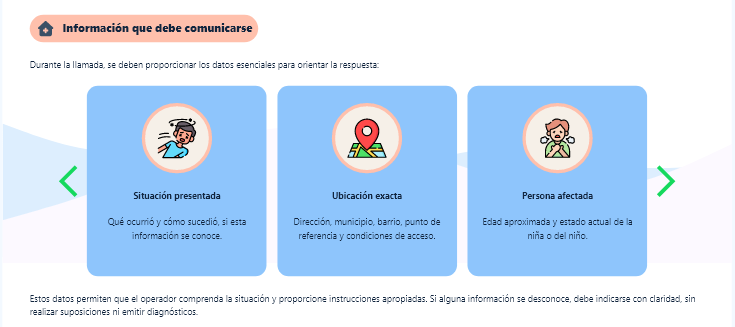 Información que debe comunicarse
Durante la llamada, se deben proporcionar los datos esenciales para orientar la respuesta:
Situación presentada
Qué ocurrió y cómo sucedió, si esta
información se conoce.
Ubicación exacta
Dirección, municipio, barrio, punto de
referencia y condiciones de acceso.
Persona afectada
Edad aproximada y estado actual de la
niña o del niño.
Estos datos permiten que el operador comprenda la situación y proporcione instrucciones apropiadas. Si alguna información se desconoce, debe indicarse con claridad, sin
realizar suposiciones ni emitir diagnósticos.